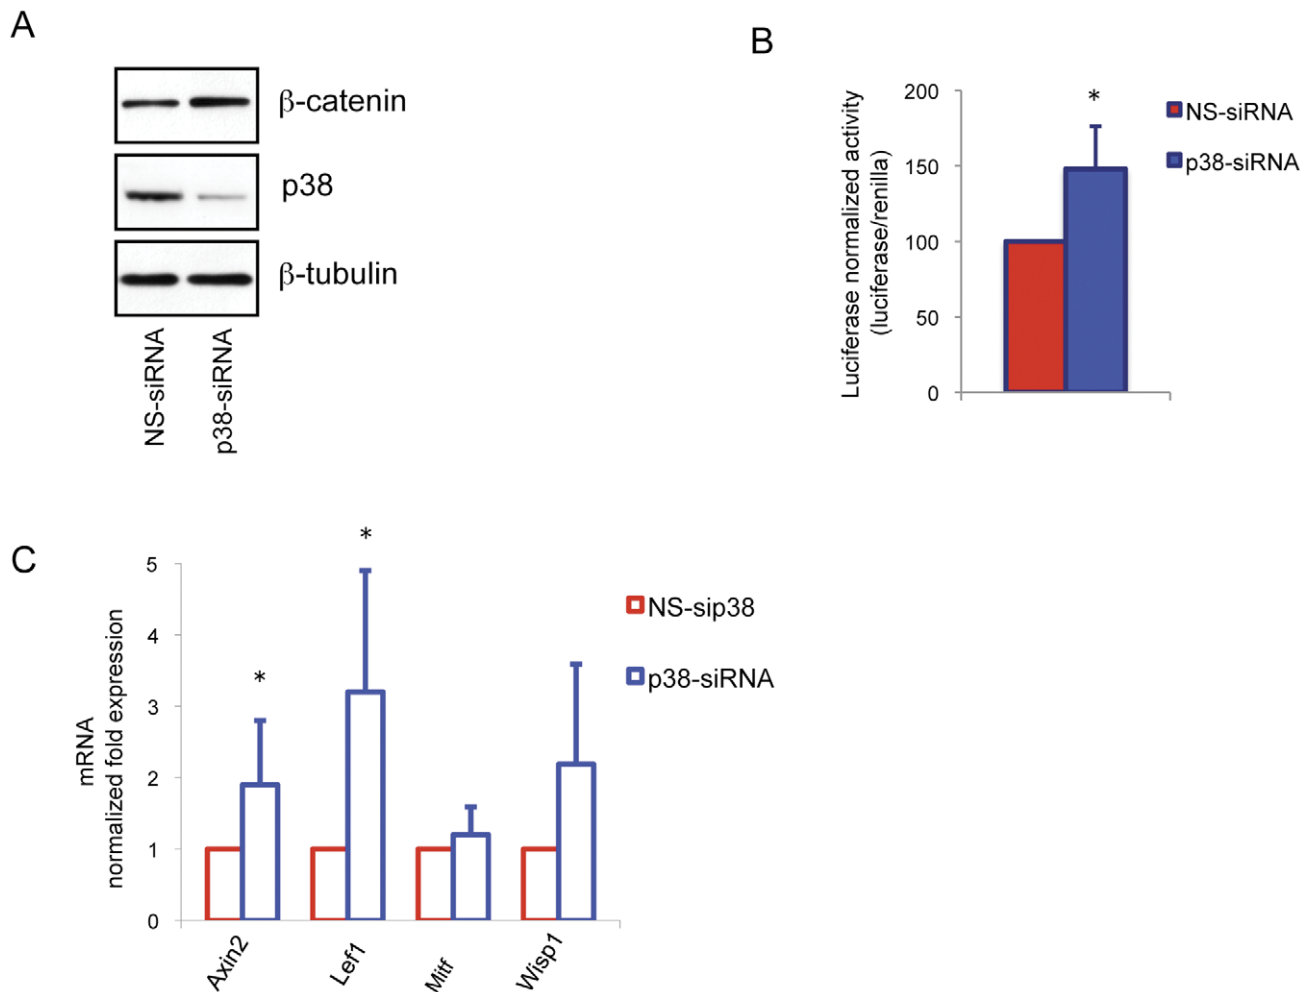 A
β-catenin
p38
β-tubulin
NS-siRNA
p38-siRNA
B
Luciferase normalized activity
(luciferase/renilla)
200
150
100
50
0
*
NS-siRNA
p38-siRNA
C
mRNA
normalized fold expression
5
4
3
2
1
0
*
*
Axin2
Lef1
Mitf
Wisp1
NS-sip38
p38-siRNA